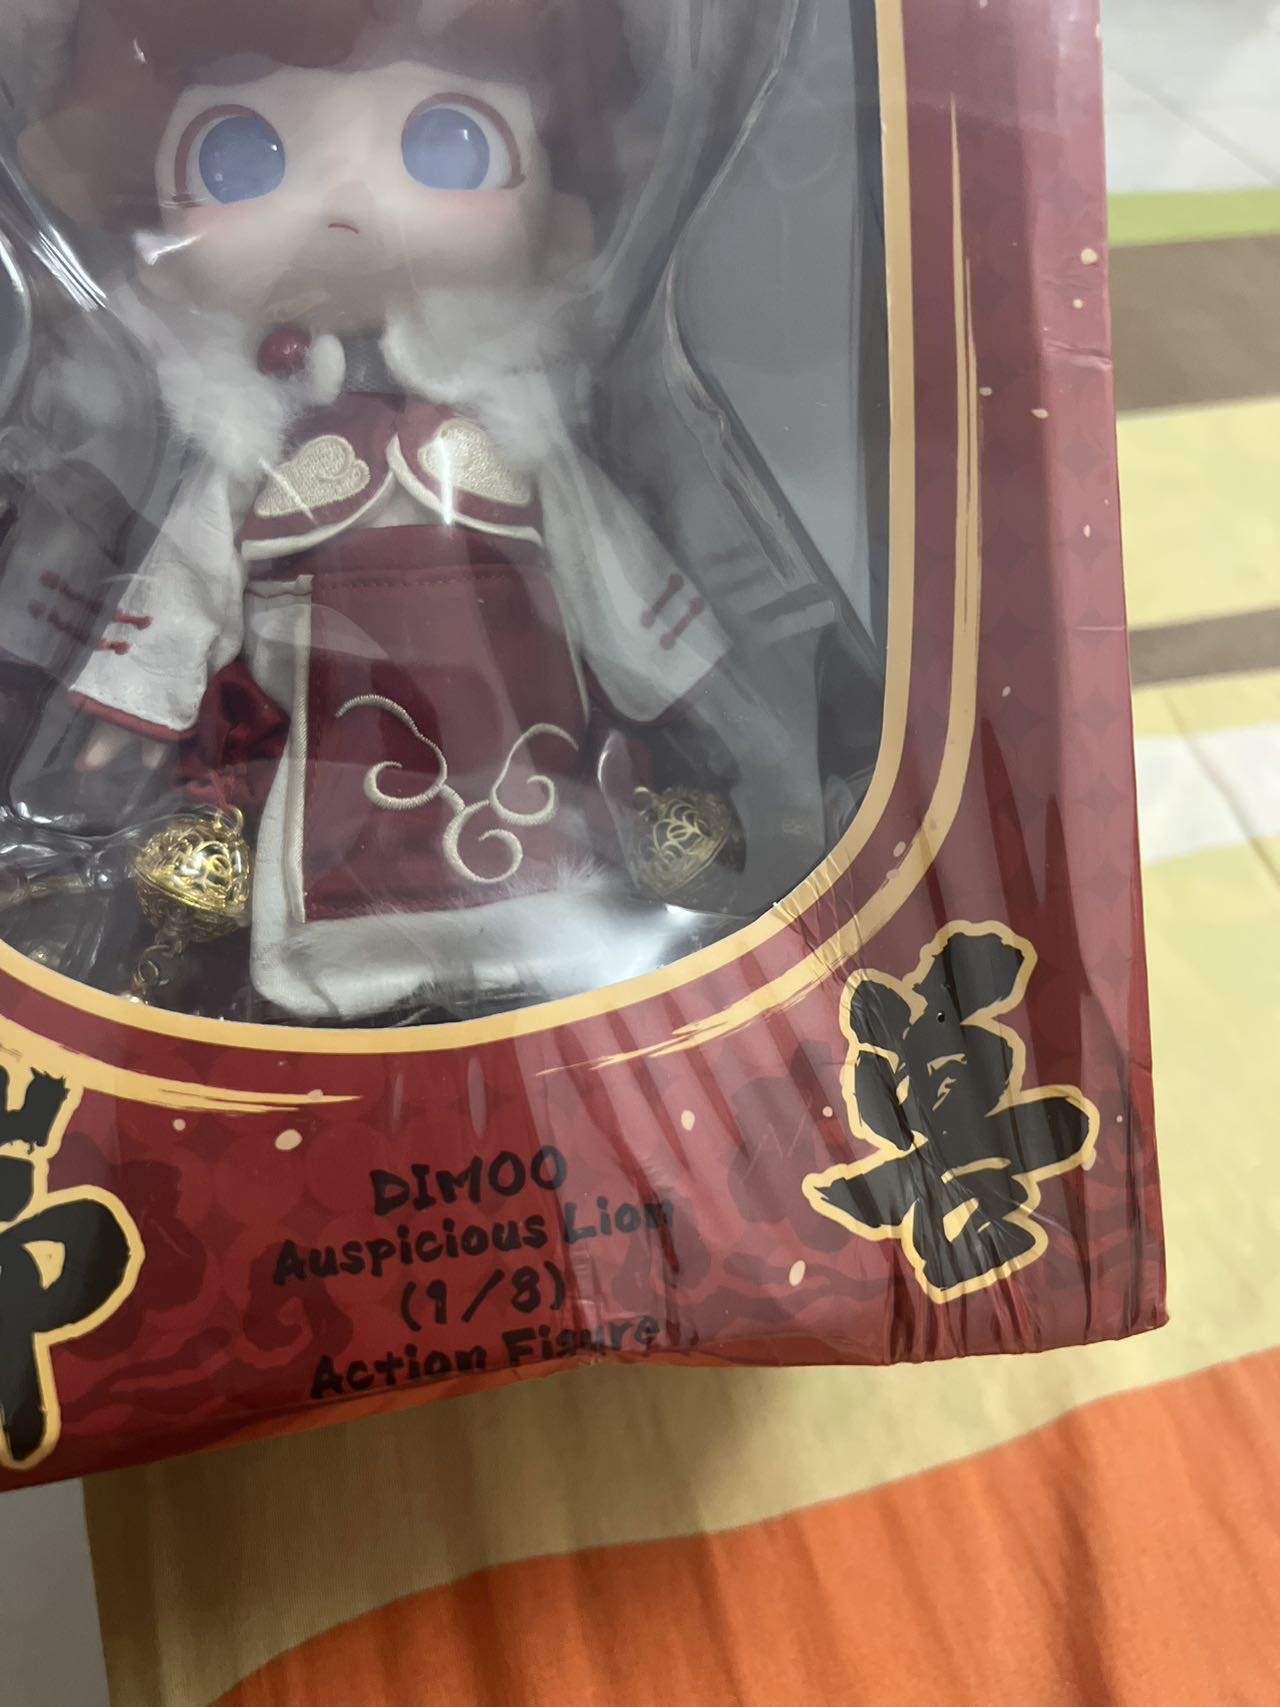 DIMOO
Auspicious Lion
(1/8)
Action Figure